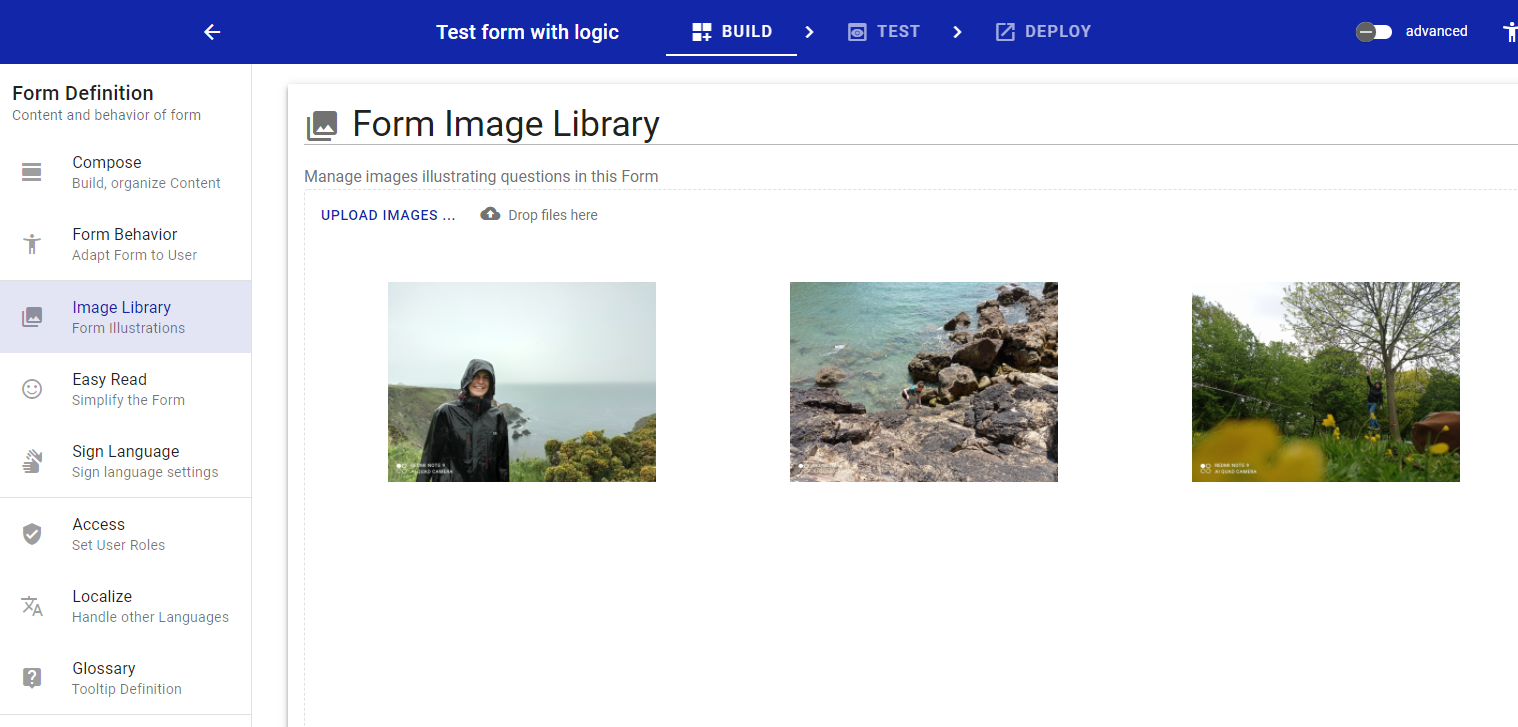 Test form with logic
BUILD
TEST
DEPLOY
advanced
Form Definition
Content and behavior of form
Compose
Build, organize Content
Form Behavior
Adapt Form to User
Image Library
Form Illustrations
Easy Read
Simplify the Form
Sign Language
Sign language settings
Access
Set User Roles
Localize
Handle other Languages
Glossary
Tooltip Definition
Form Image Library
Manage images illustrating questions in this Form
UPLOAD IMAGES ...
Drop files here
REDMI NOTE 9
AI QUAD CAMERA
REDMI NOTE 9
AI QUAD CAMERA